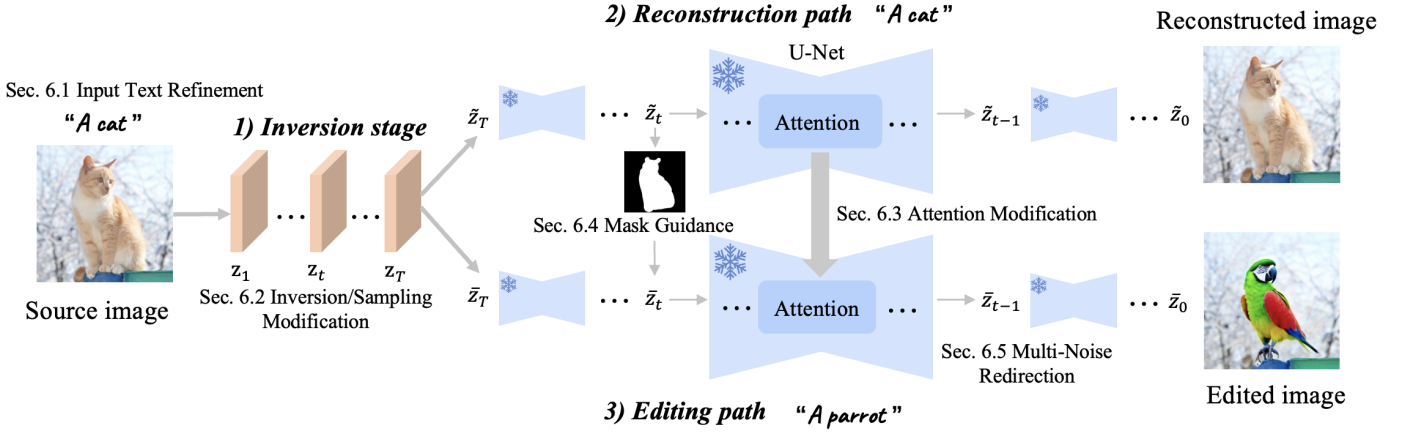 2) Reconstruction path “A cat”
Reconstructed image
U-Net
Sec. 6.1 Input Text Refinement
“A cat”
1) Inversion stage
z̃_T
... z̃_t
... Attention ...
z̃_{t−1}
... z̃_0
Sec. 6.4 Mask Guidance
Sec. 6.3 Attention Modification
... ...
z_1 z_t z_T
Sec. 6.2 Inversion/Sampling
Modification
Source image
z̄_T
... z̄_t
... Attention ...
z̄_{t−1}
... z̄_0
Sec. 6.5 Multi-Noise
Redirection
Edited image
3) Editing path “A parrot”